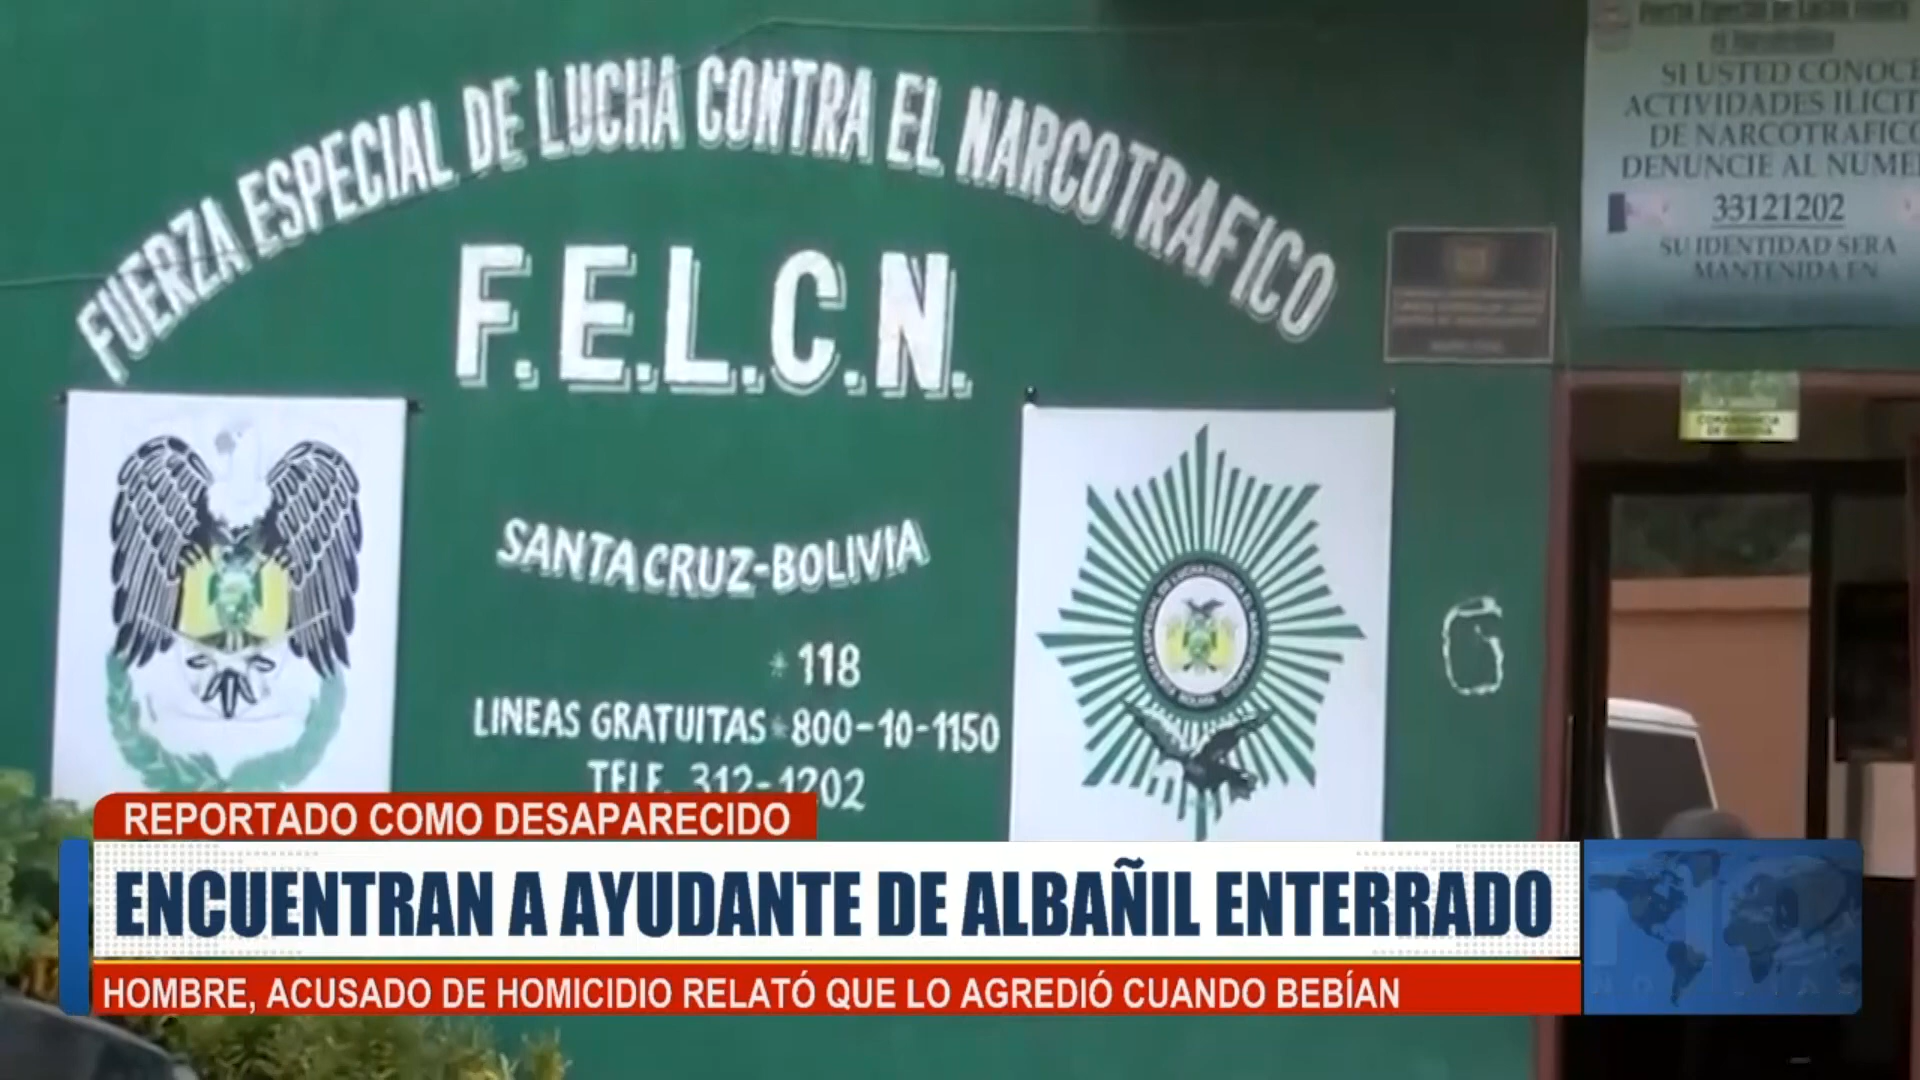 FUERZA ESPECIAL DE LUCHA CONTRA EL NARCOTRAFICO
F.E.L.C.N.
SANTA CRUZ-BOLIVIA
*118
LINEAS GRATUITAS *800-10-1150
TELE. 312-1202
SI USTED CONOCE
ACTIVIDADES ILICIT
DE NARCOTRAFICO
DENUNCIE AL NUME
33121202
SU IDENTIDAD SERA
MANTENIDA EN
G
REPORTADO COMO DESAPARECIDO
ENCUENTRAN A AYUDANTE DE ALBAÑIL ENTERRADO
HOMBRE, ACUSADO DE HOMICIDIO RELATÓ QUE LO AGREDIÓ CUANDO BEBÍAN